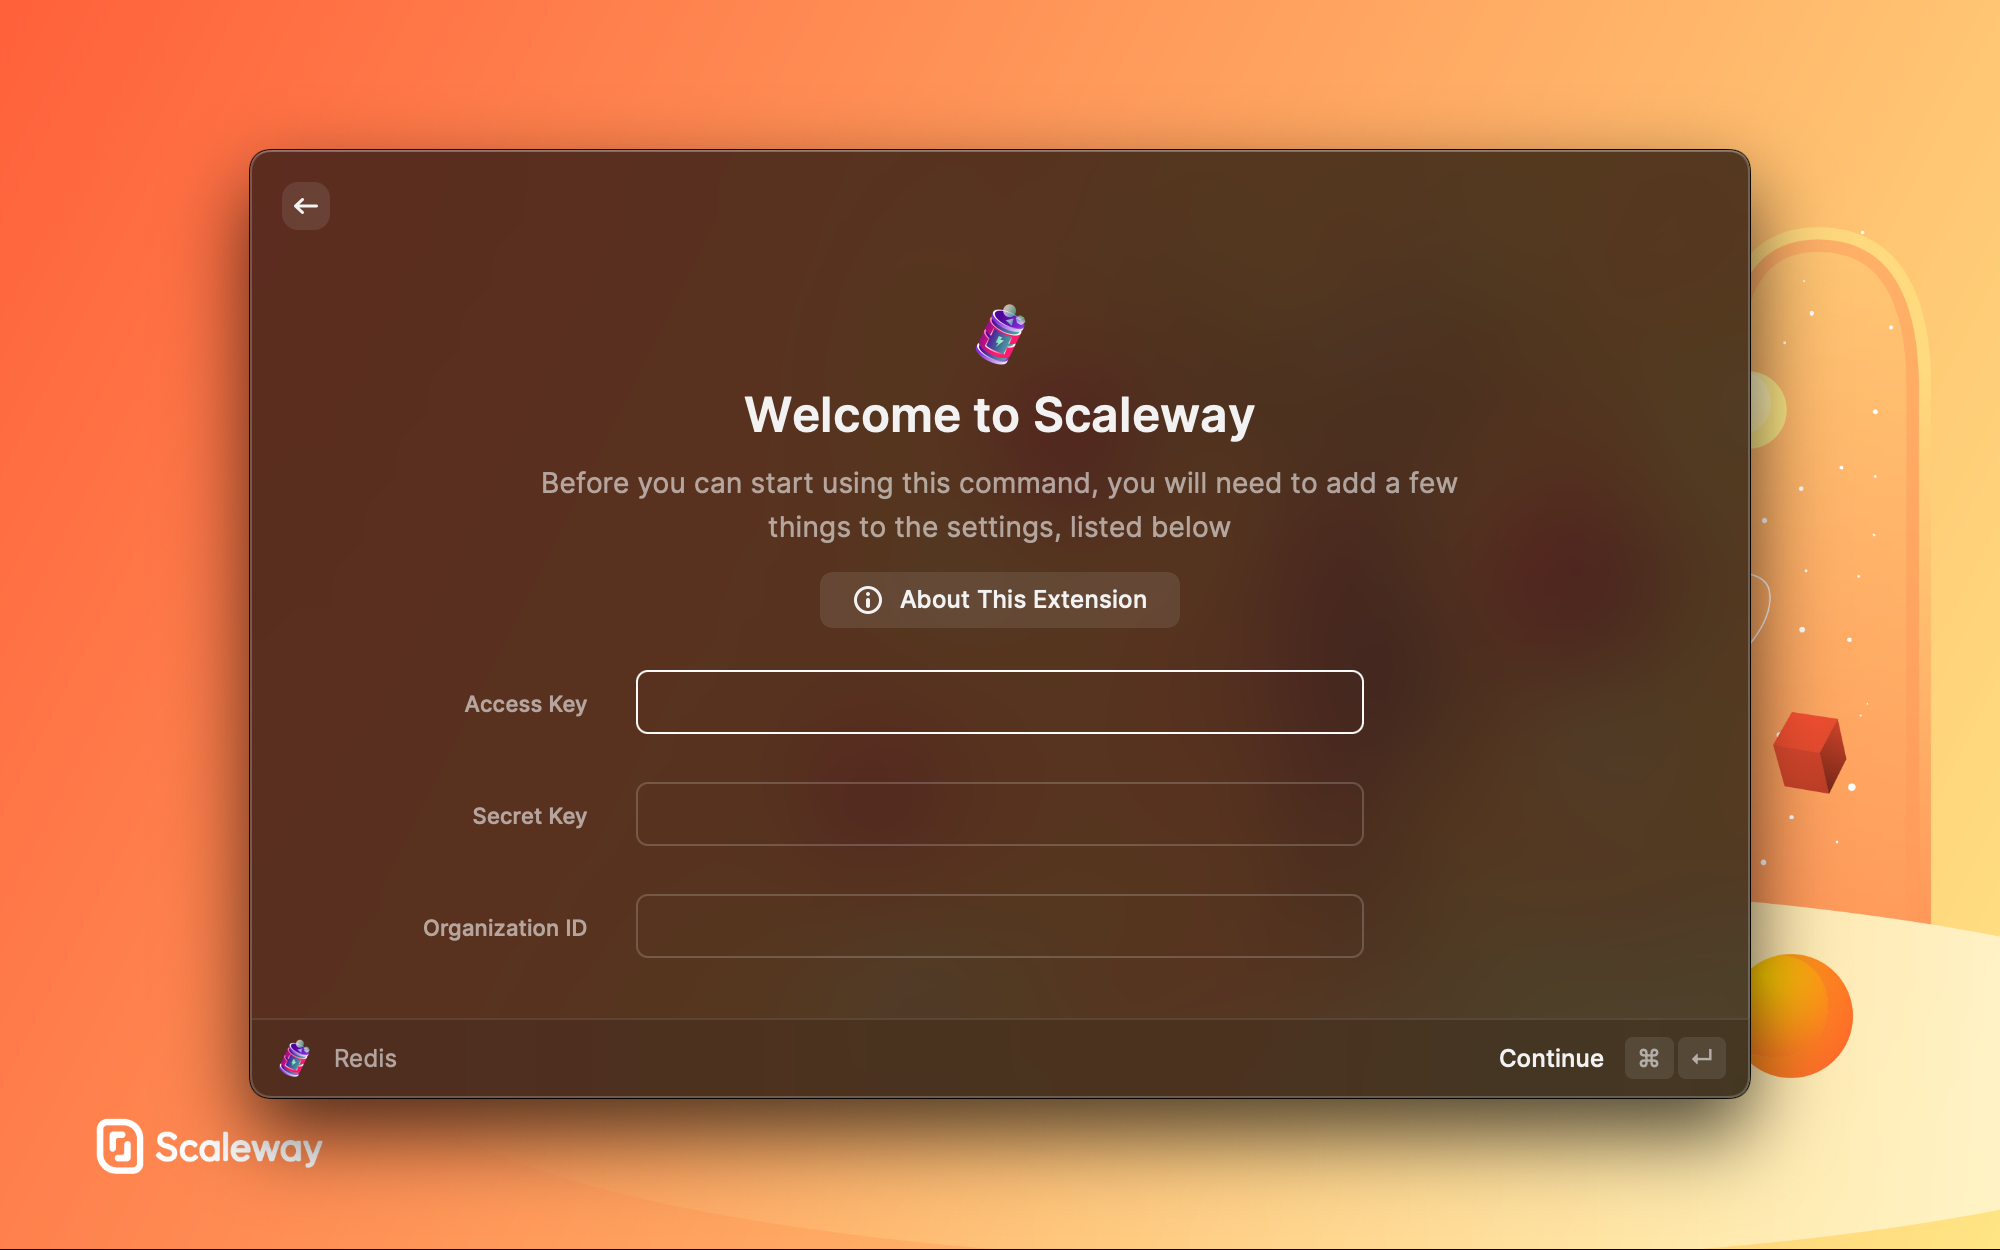 Welcome to Scaleway
Before you can start using this command, you will need to add a few
things to the settings, listed below
About This Extension
Access Key
Secret Key
Organization ID
Redis
Continue ⌘ ↵
Scaleway